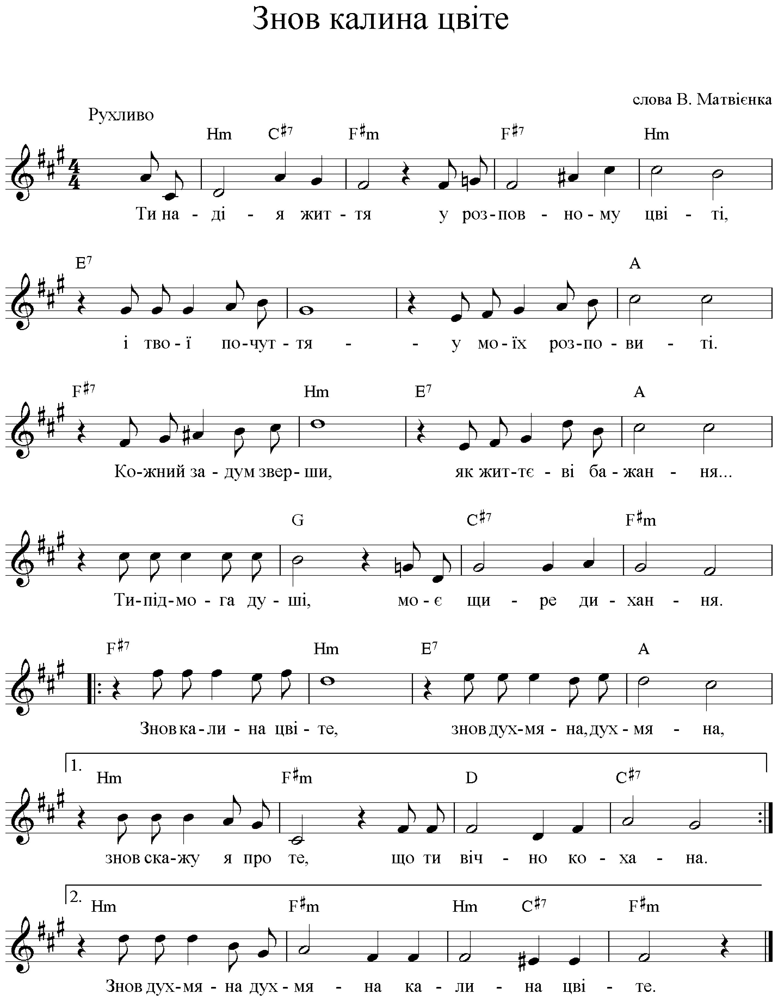 Знов калина цвіте
слова В. Матвієнка
Рухливо
Hm C♯7 F♯m F♯7 Hm
4
4
Ти на - ді - я жит - тя у роз - пов - но - му цві - ті,
E7 A
і тво - ї по - чут - тя - - у мо - їх роз - по - ви - ті.
F♯7 Hm E7 A
Ко - жний за - дум звер - ши, як жит - тє - ві ба - жан - ня...
G C♯7 F♯m
Ти - під - мо - га ду - ші, мо - є щи - ре ди - хан - ня.
F♯7 Hm E7 A
Знов ка - ли - на цві - те, знов дух - мя - на, дух - мя - на,
1.
Hm F♯m D C♯7
знов ска - жу я про те, що ти віч - но ко - ха - на.
2.
Hm F♯m Hm C♯7 F♯m
Знов дух - мя - на дух - мя - на ка - ли - на цві - те.